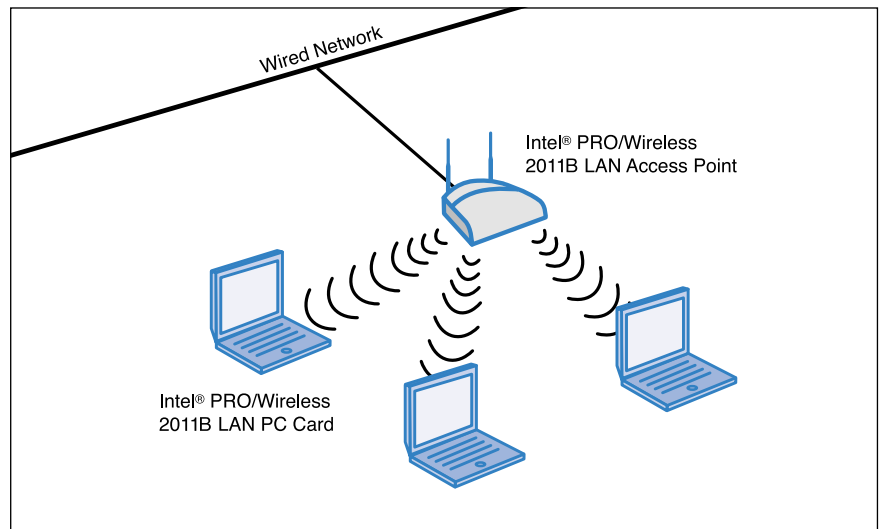 Wired Network
Intel® PRO/Wireless
2011B LAN Access Point
Intel® PRO/Wireless
2011B LAN PC Card